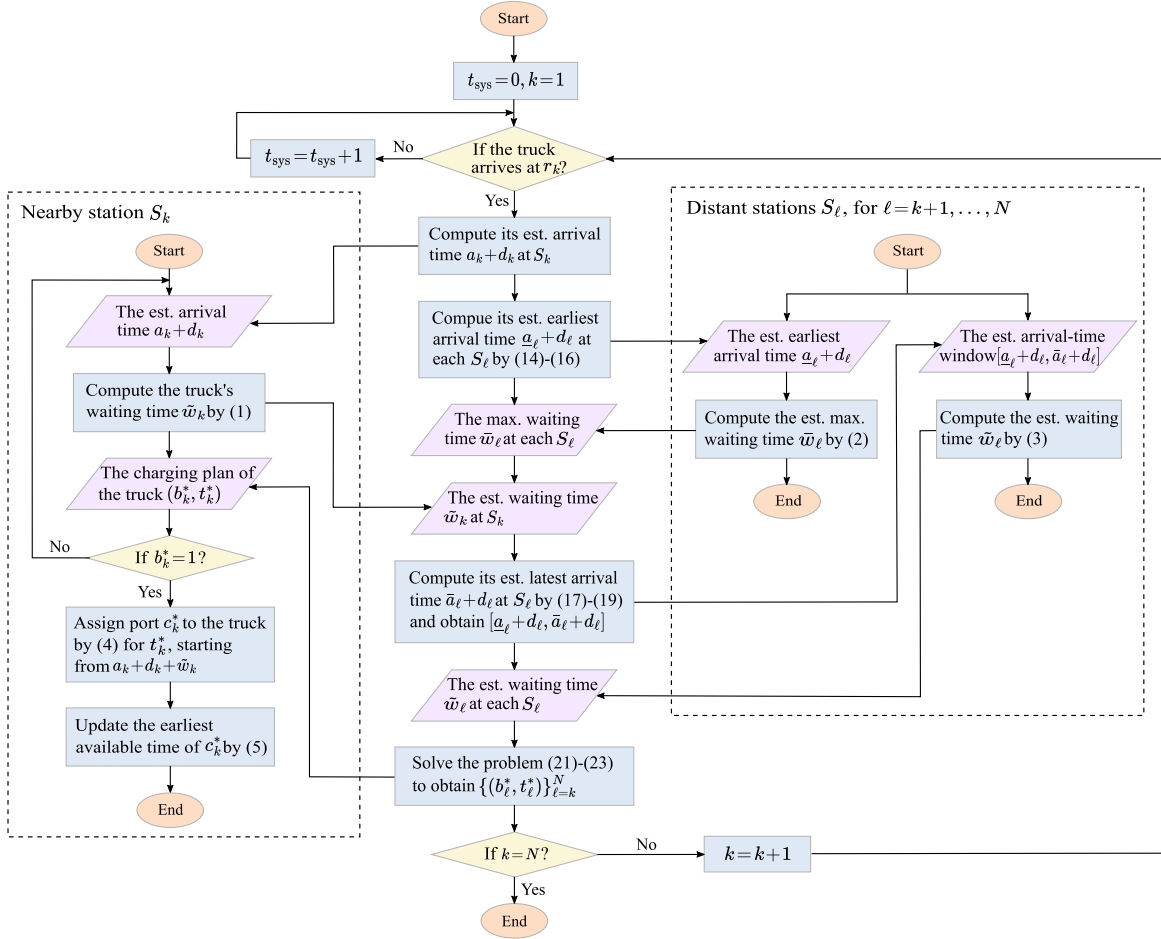 Start
t_sys = 0, k = 1
If the truck
arrives at r_k?
No
t_sys = t_sys + 1
Yes
Compute its est. arrival
time a_k + d_k at S_k
Compue its est. earliest
arrival time a̲_ℓ + d_ℓ at
each S_ℓ by (14)-(16)
The max. waiting
time w̄_ℓ at each S_ℓ
The est. waiting time
w̃_k at S_k
Compute its est. latest arrival
time ā_ℓ + d_ℓ at S_ℓ by (17)-(19)
and obtain [a̲_ℓ + d_ℓ, ā_ℓ + d_ℓ]
The est. waiting time
w̃_ℓ at each S_ℓ
Solve the problem (21)-(23)
to obtain {(b*_ℓ, t*_ℓ)}^N_{ℓ=k}
If k = N?
No
k = k + 1
Yes
End
Nearby station S_k
Start
The est. arrival
time a_k + d_k
Compute the truck's
waiting time w̃_k by (1)
The charging plan of
the truck (b*_k, t*_k)
If b*_k = 1?
No
Yes
Assign port c*_k to the truck
by (4) for t*_k, starting
from a_k + d_k + w̃_k
Update the earliest
available time of c*_k by (5)
End
Distant stations S_ℓ, for ℓ = k+1, . . . , N
Start
The est. earliest
arrival time a̲_ℓ + d_ℓ
Compute the est. max.
waiting time w̄_ℓ by (2)
End
The est. arrival-time
window [a̲_ℓ + d_ℓ, ā_ℓ + d_ℓ]
Compute the est. waiting
time w̃_ℓ by (3)
End